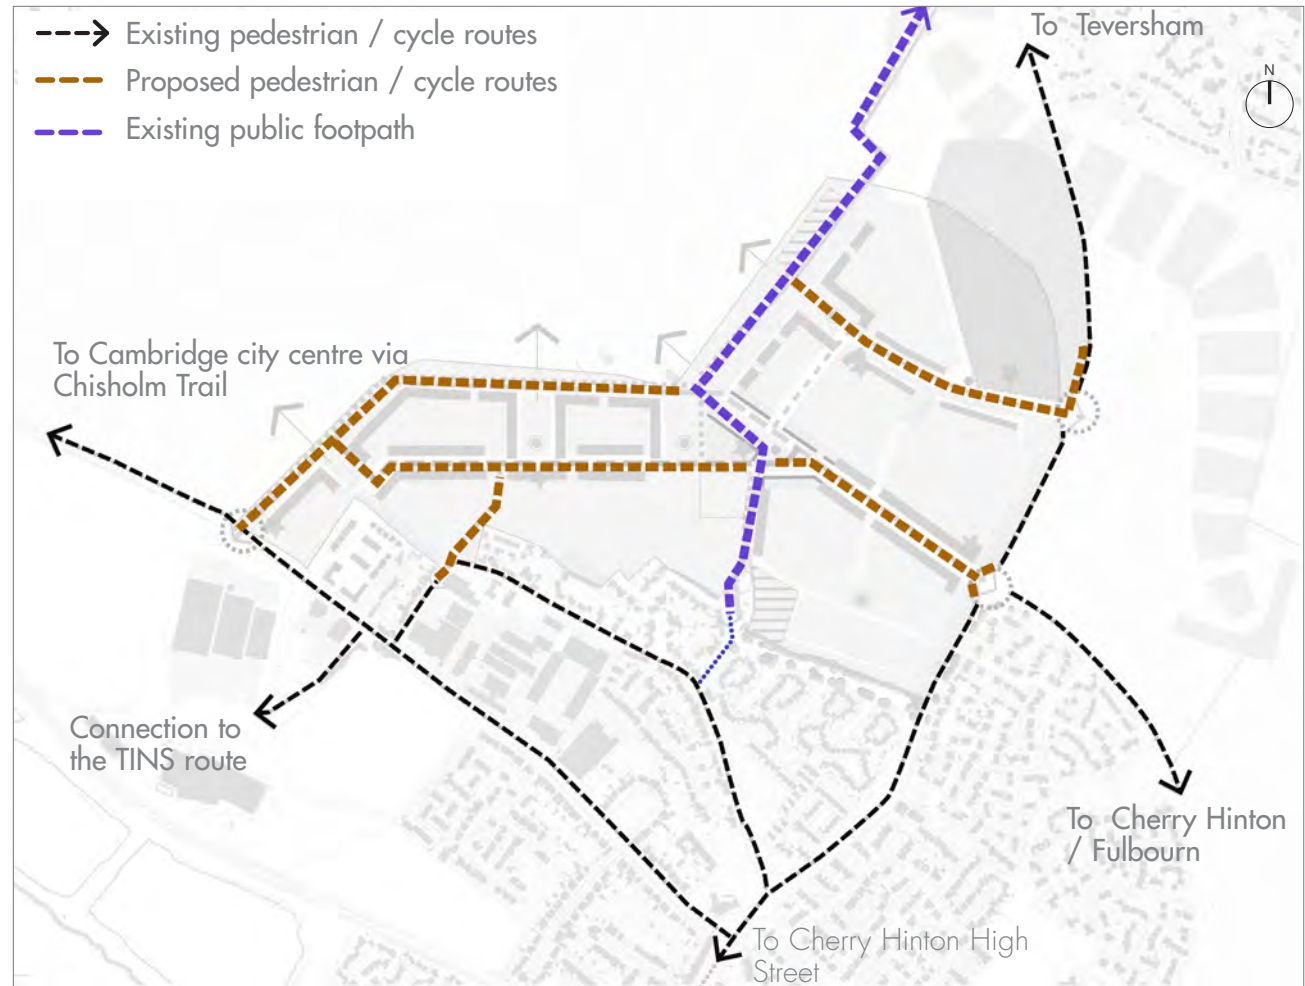 Existing pedestrian / cycle routes
Proposed pedestrian / cycle routes
Existing public footpath
To Teversham
N
To Cambridge city centre via
Chisholm Trail
Connection to
the TINS route
To Cherry Hinton
/ Fulbourn
To Cherry Hinton High
Street